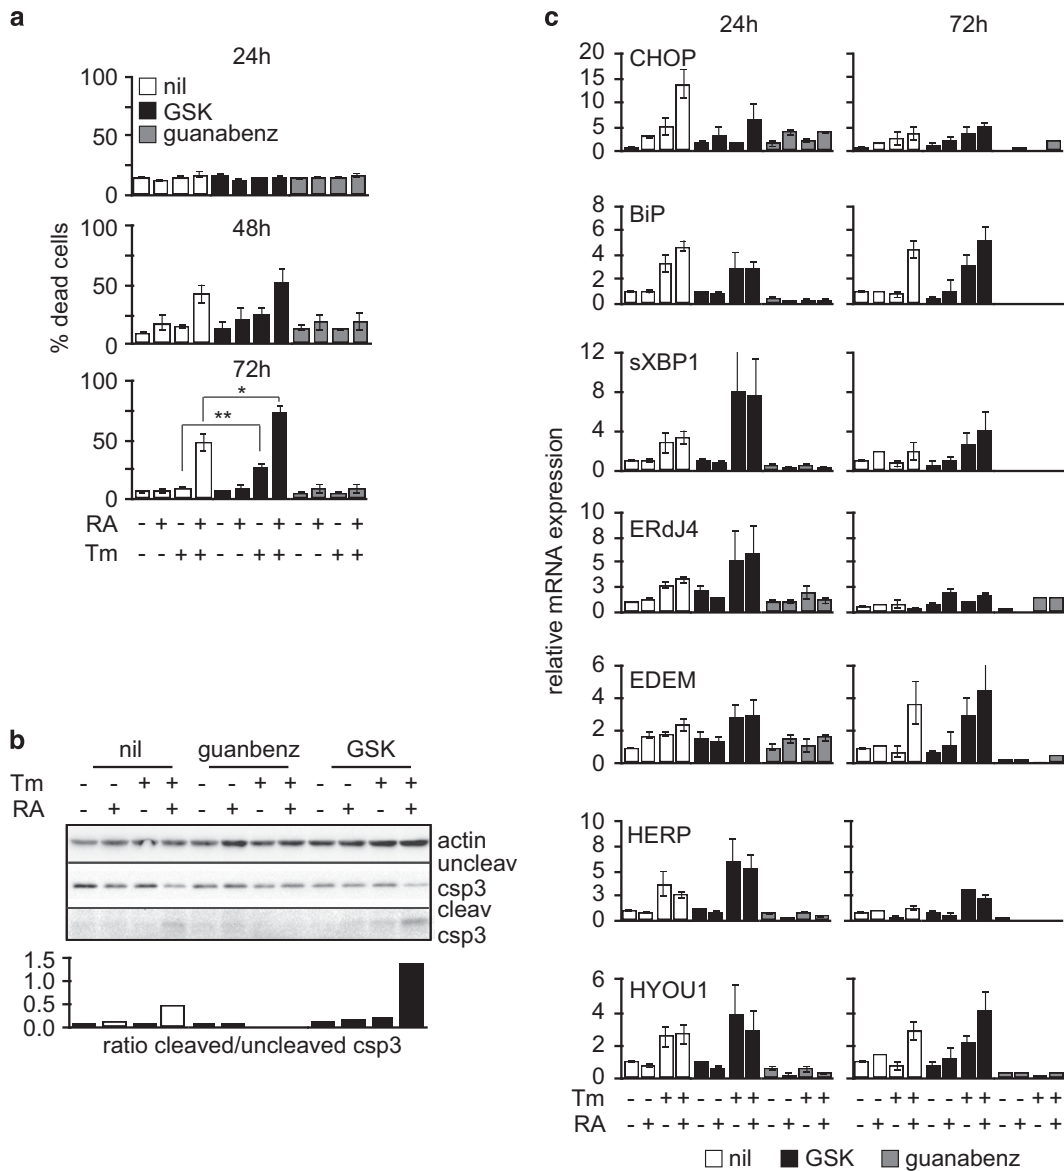 a
24h
100
50
0
nil
GSK
guanabenz
% dead cells
48h
100
50
0
72h
100
50
0
*
**
RA - + - + - + - + - + - +
Tm - - + + - - + + - - + +
b
nil guanbenz GSK
Tm - - + + - - + + - - + +
RA - + - + - + - + - + - +
actin
uncleav
csp3
cleav
csp3
1.5
1.0
0.5
0.0
ratio cleaved/uncleaved csp3
c
24h 72h
relative mRNA expression
CHOP
20
15
10
5
0
BiP
8
6
4
2
0
sXBP1
12
8
4
0
ERdJ4
10
8
5
3
0
EDEM
6
4
2
0
HERP
10
8
5
3
0
HYOU1
6
4
2
0
Tm - - + + - - + + - - + + - - + + - - + + - - + +
RA - + - + - + - + - + - + - + - + - + - + - + - +
nil GSK guanabenz